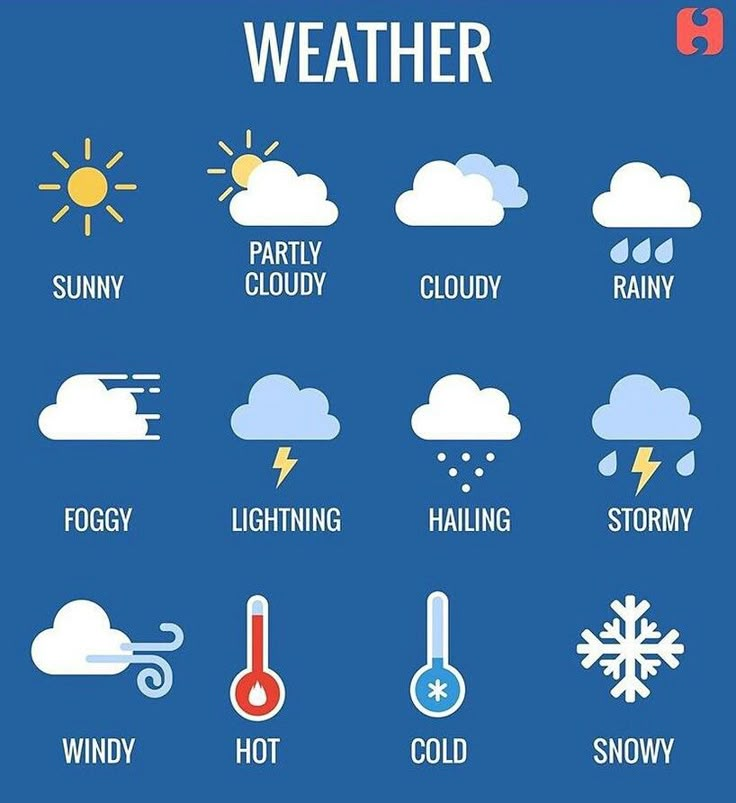 WEATHER
SUNNY
PARTLY
CLOUDY
CLOUDY
RAINY
FOGGY
LIGHTNING
HAILING
STORMY
WINDY
HOT
COLD
SNOWY